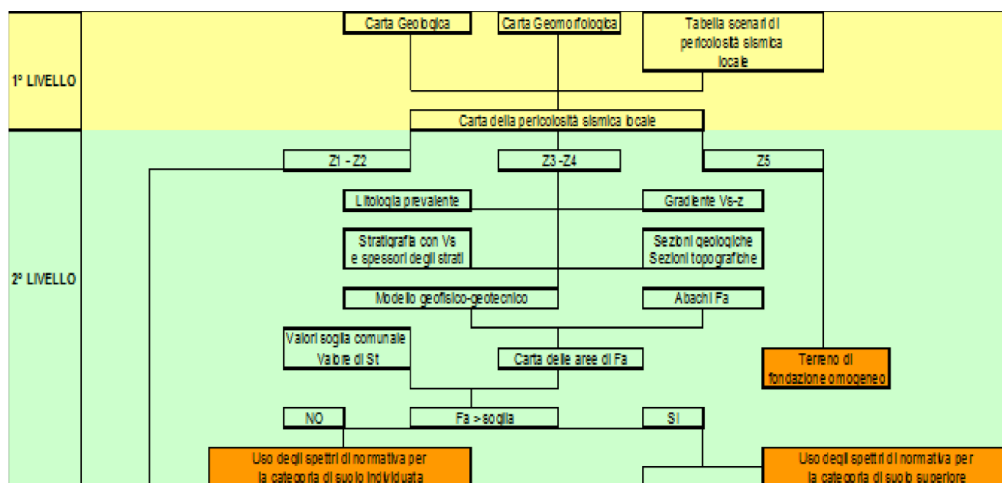 Carta Geologica
Carta Geomorfologica
Tabella scenari di
pericolosità sismica
locale
1° LIVELLO
Carta della pericolosità sismica locale
Z1 - Z2
Z3 -Z4
Z5
Litologia prevalente
Gradiente Vs-z
Stratigrafia con Vs
e spessori degli strati
Sezioni geologiche
Sezioni topografiche
2° LIVELLO
Modello geofisico-geotecnico
Abachi Fa
Valori soglia comunale
Valore di St
Carta delle aree di Fa
Terreno di
fondazione omogeneo
NO
Fa > soglia
SI
Uso degli spettri di normativa per
la categoria di suolo individuata
Uso degli spettri di normativa per
la categoria di suolo superiore